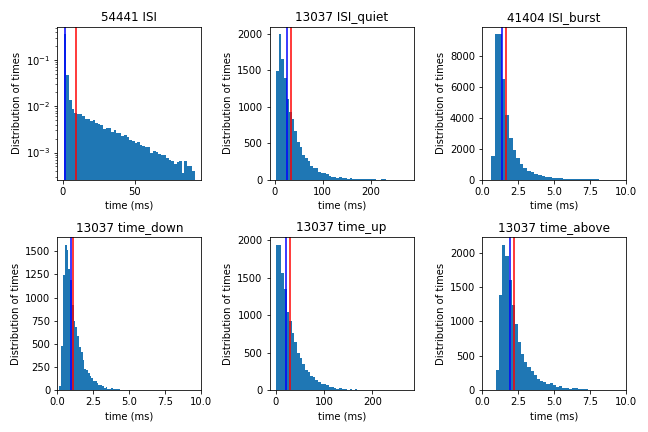 54441 ISI
Distribution of times
10⁻¹
10⁻²
10⁻³
0
50
time (ms)
13037 ISI_quiet
Distribution of times
2000
1500
1000
500
0
0
100
200
time (ms)
41404 ISI_burst
Distribution of times
8000
6000
4000
2000
0
0.0
2.5
5.0
7.5
10.0
time (ms)
13037 time_down
Distribution of times
1500
1250
1000
750
500
250
0
0.0
2.5
5.0
7.5
10.0
time (ms)
13037 time_up
Distribution of times
2000
1500
1000
500
0
0
100
200
time (ms)
13037 time_above
Distribution of times
2000
1500
1000
500
0
0.0
2.5
5.0
7.5
10.0
time (ms)